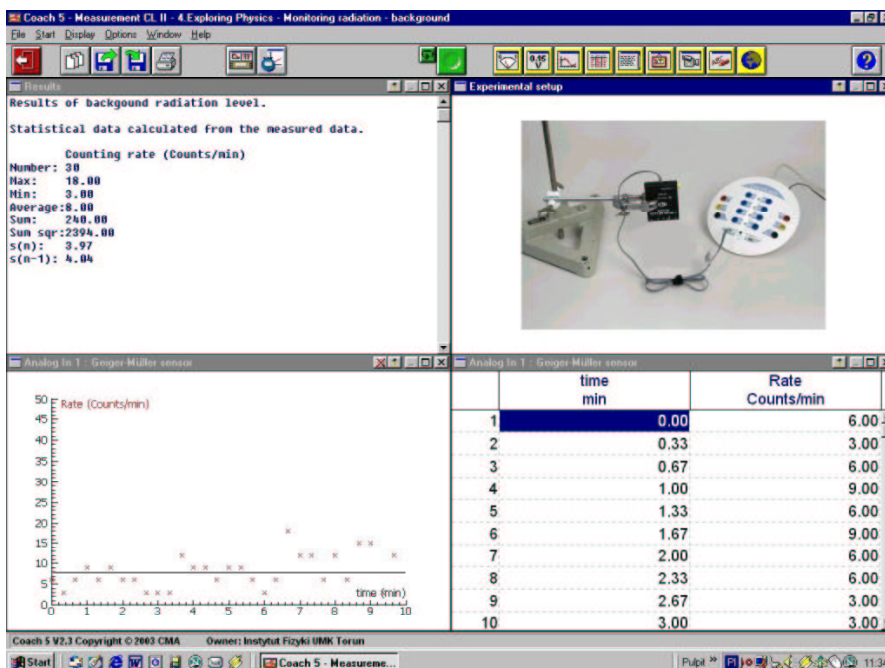 Coach 5 - Measurement CL II - 4.Exploring Physics - Monitoring radiation - background
File Start Display Options Window Help
Results
Results of backgound radiation level.
Statistical data calculated from the measured data.
Counting rate (Counts/min)
Number: 30
Max: 18.00
Min: 3.00
Average:8.00
Sum: 240.00
Sum sqr:2394.00
s(n): 3.97
s(n-1): 4.04
Experimental setup
Analog In 1 : Geiger-Müller sensor
50 Rate (Counts/min)
45
40
35
30
25
20
15
10
5
0
time (min)
0 1 2 3 4 5 6 7 8 9 10
Analog In 1 : Geiger-Müller sensor
time Rate
min Counts/min
1 0.00 6.00
2 0.33 3.00
3 0.67 6.00
4 1.00 9.00
5 1.33 6.00
6 1.67 9.00
7 2.00 6.00
8 2.33 6.00
9 2.67 3.00
10 3.00 3.00
Coach 5 V2.3 Copyright © 2003 CMA Owner: Instytut Fizyki UMK Torun
Start Coach 5 - Measureme... Pulpit » Pl